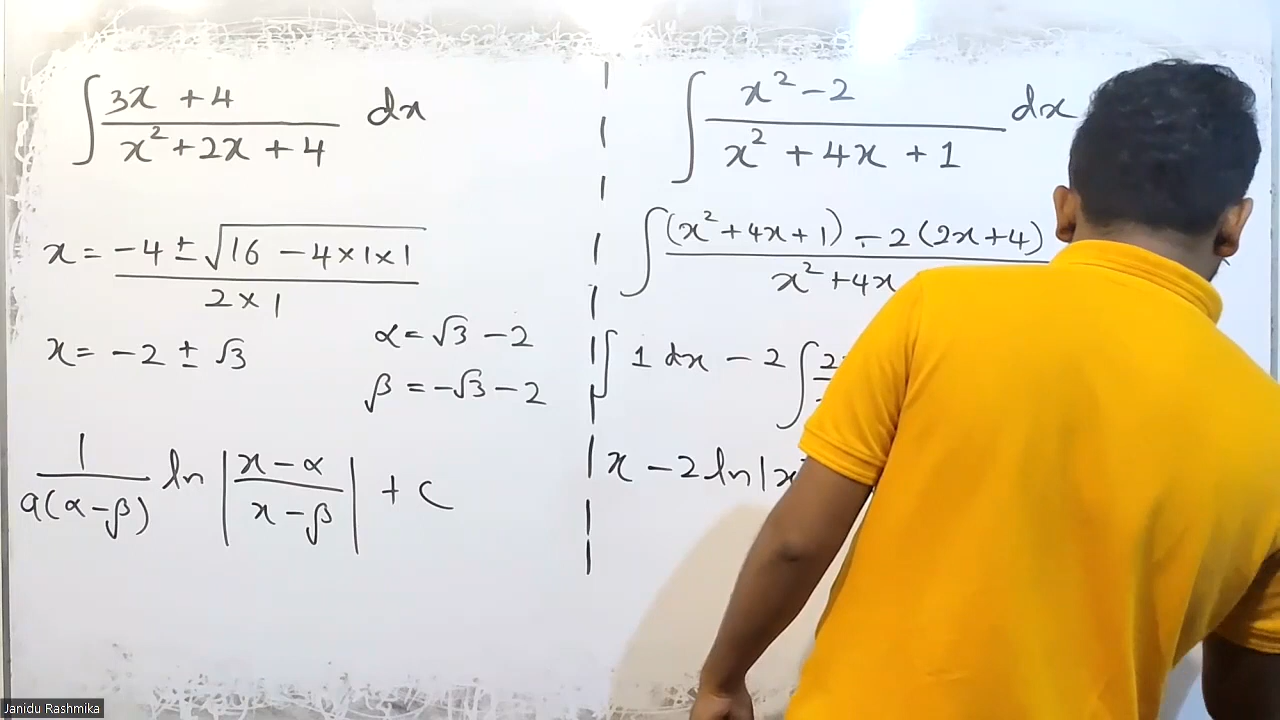 ∫ (3x + 4)/(x² + 2x + 4) dx
x = (-4 ± √(16 - 4×1×1))/(2×1)
x = -2 ± √3
α = √3 - 2
β = -√3 - 2
1/(a(α-β)) ln |(x-α)/(x-β)| + C
∫ (x² - 2)/(x² + 4x + 1) dx
∫ ((x² + 4x + 1) - 2(2x + 4))/(x² + 4x
∫ 1 dx - 2 ∫ 2
x - 2 ln |x²
Janidu Rashmika